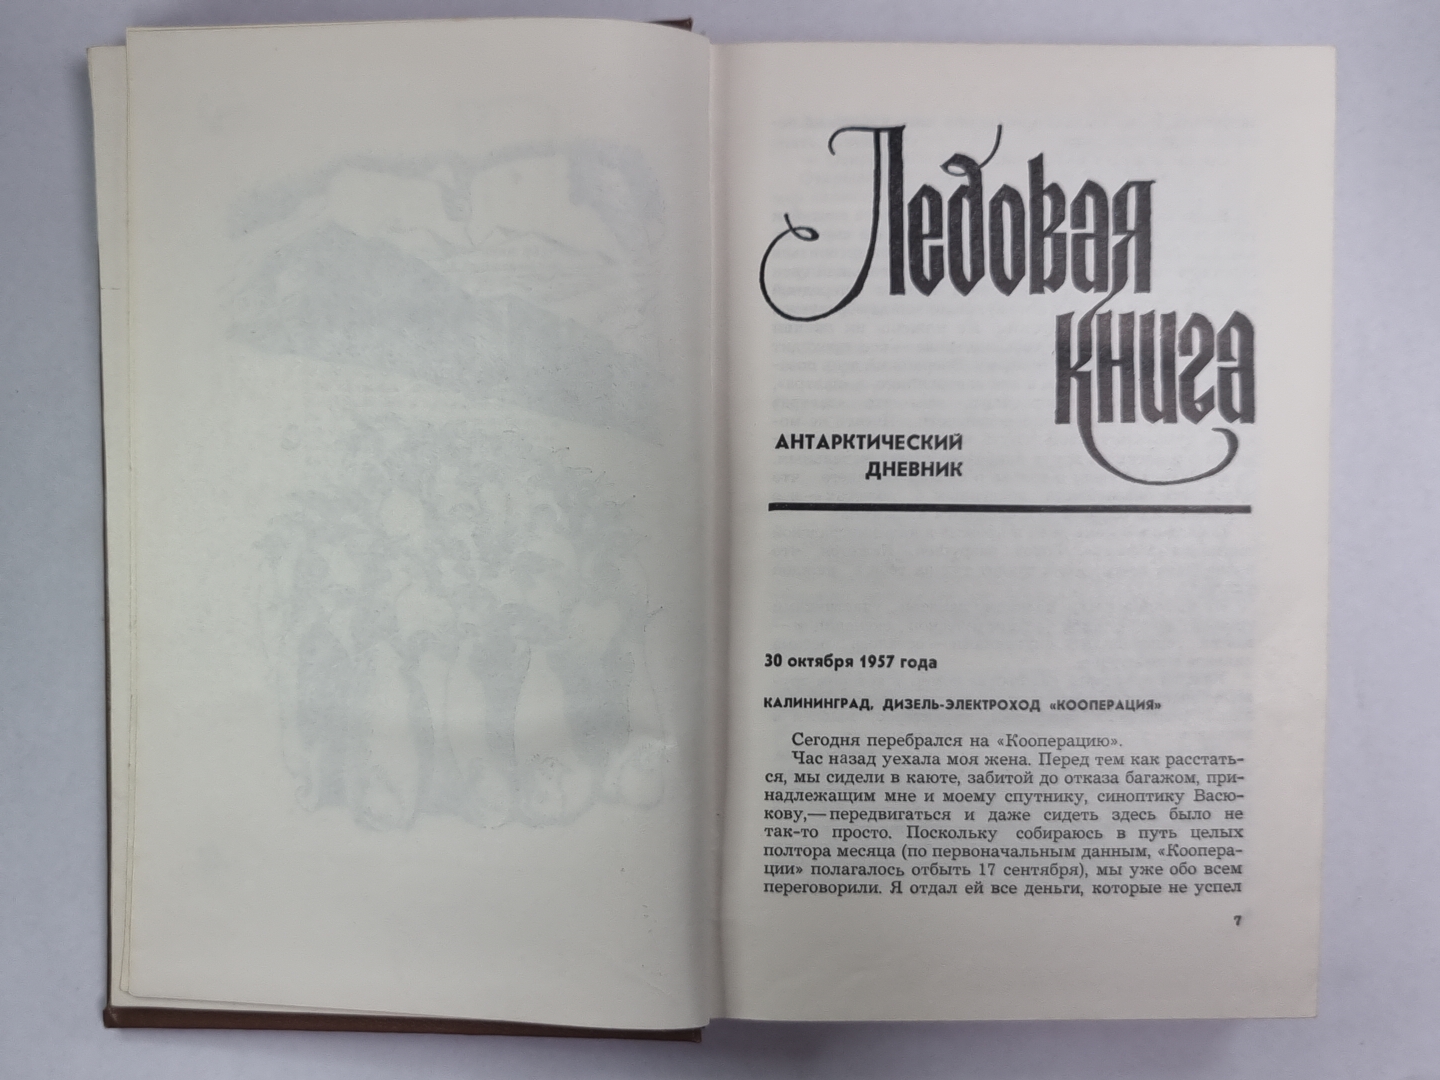 Ледовая
книга
АНТАРКТИЧЕСКИЙ
ДНЕВНИК
30 октября 1957 года
КАЛИНИНГРАД, ДИЗЕЛЬ-ЭЛЕКТРОХОД «КООПЕРАЦИЯ»
Сегодня перебрался на «Кооперацию».
Час назад уехала моя жена. Перед тем как расстать-
ся, мы сидели в каюте, забитой до отказа багажом, при-
надлежащим мне и моему спутнику, синоптику Васю-
кову,— передвигаться и даже сидеть здесь было не
так-то просто. Поскольку собираюсь в путь целых
полтора месяца (по первоначальным данным, «Коопера-
ции» полагалось отбыть 17 сентября), мы уже обо всем
переговорили. Я отдал ей все деньги, которые не успел
7